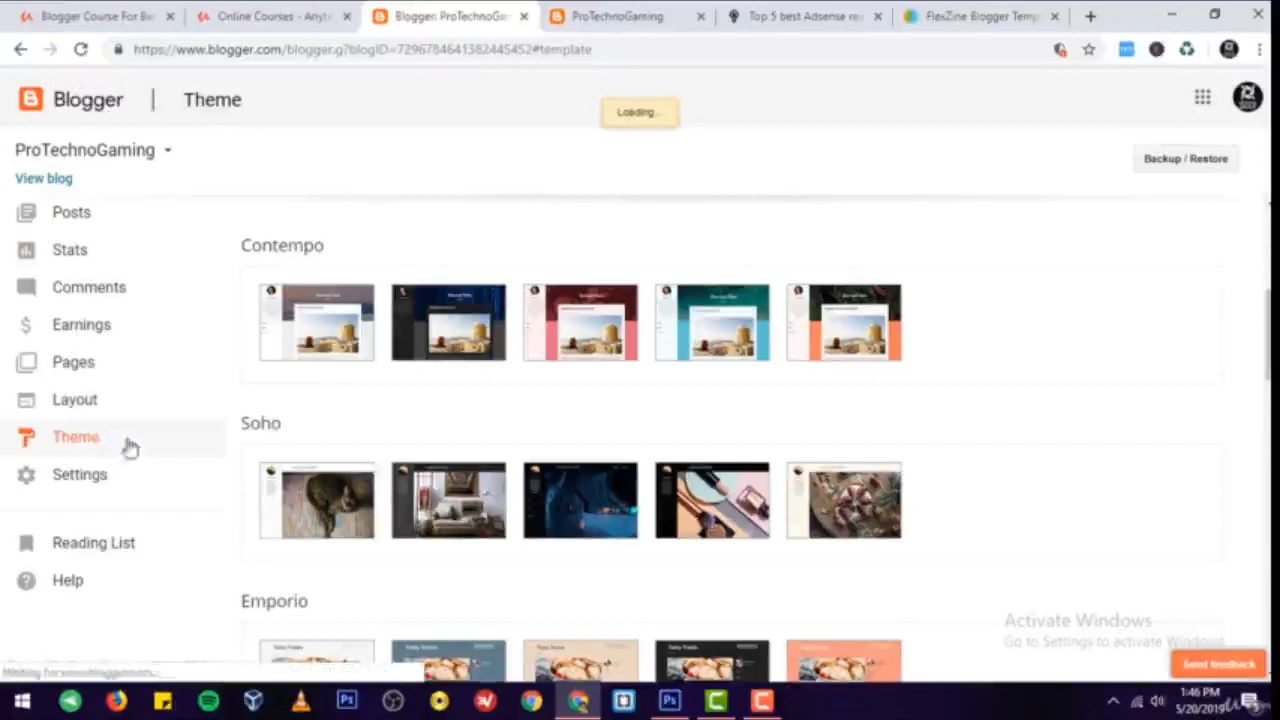 Blogger Course For Be
Online Courses - Anyt
Blogger: ProTechnoGam
ProTechnoGaming
Top 5 best Adsense re
FlexZine Blogger Temp
https://www.blogger.com/blogger.g?blogID=7296784641382445452#template
Blogger | Theme
Loading...
ProTechnoGaming
Backup / Restore
View blog
Posts
Stats
Comments
Earnings
Pages
Layout
Theme
Settings
Reading List
Help
Contempo
Soho
Emporio
Activate Windows
Go to Settings to activate Windows.
Send feedback
1:46 PM
5/20/2019